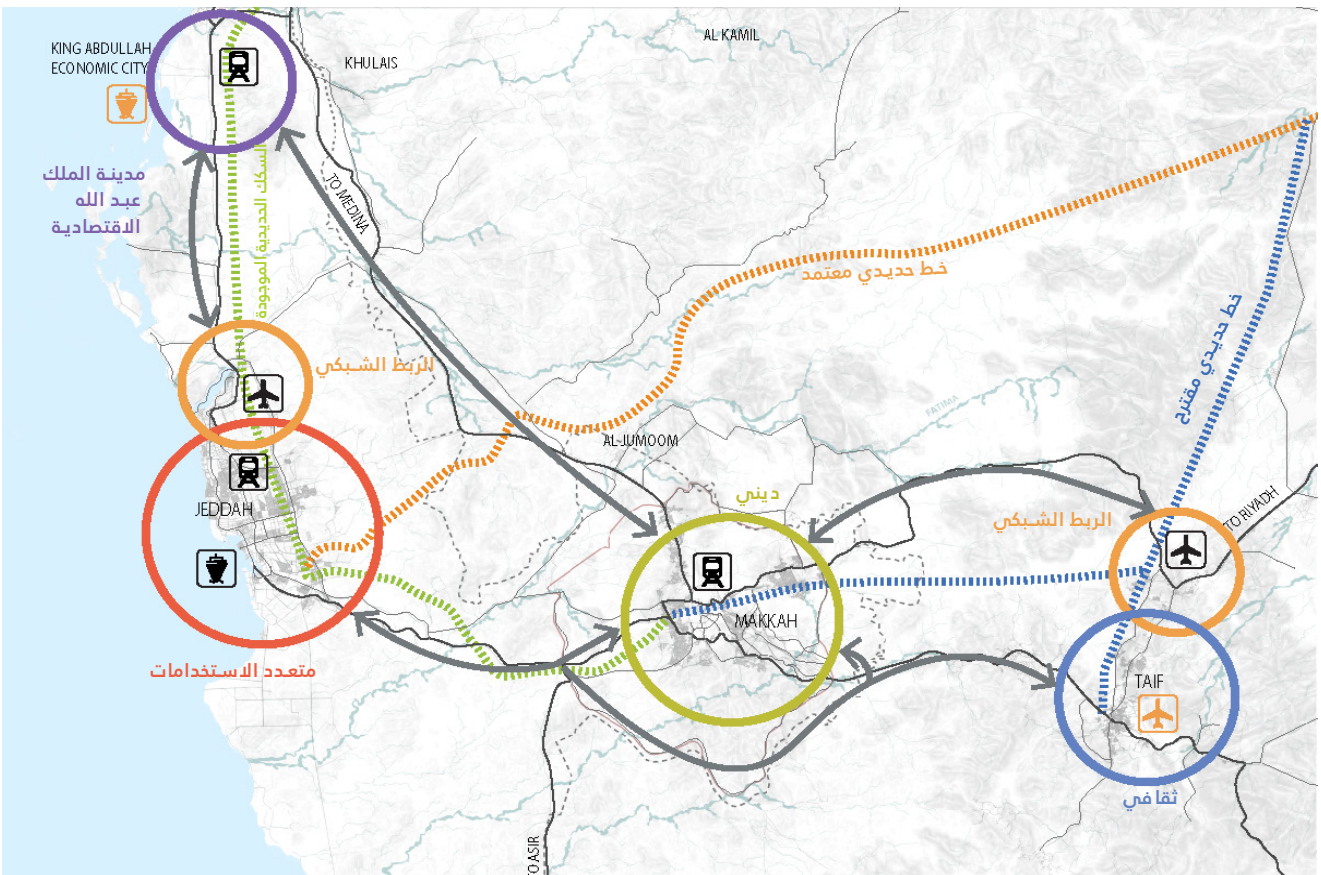 KING ABDULLAH
ECONOMIC CITY
KHULAIS
AL KAMIL
مدينة الملك
عبد الله
الاقتصادية
السكك الحديدية الموجودة
TO MEDINA
خط حديدي معتمد
خط حديدي مقترح
الربط الشبكي
FATIMA
AL-JUMOOM
JEDDAH
ديني
الربط الشبكي
TO RIYADH
MAKKAH
متعدد الاستخدامات
TAIF
ثقافي
TO ASIR